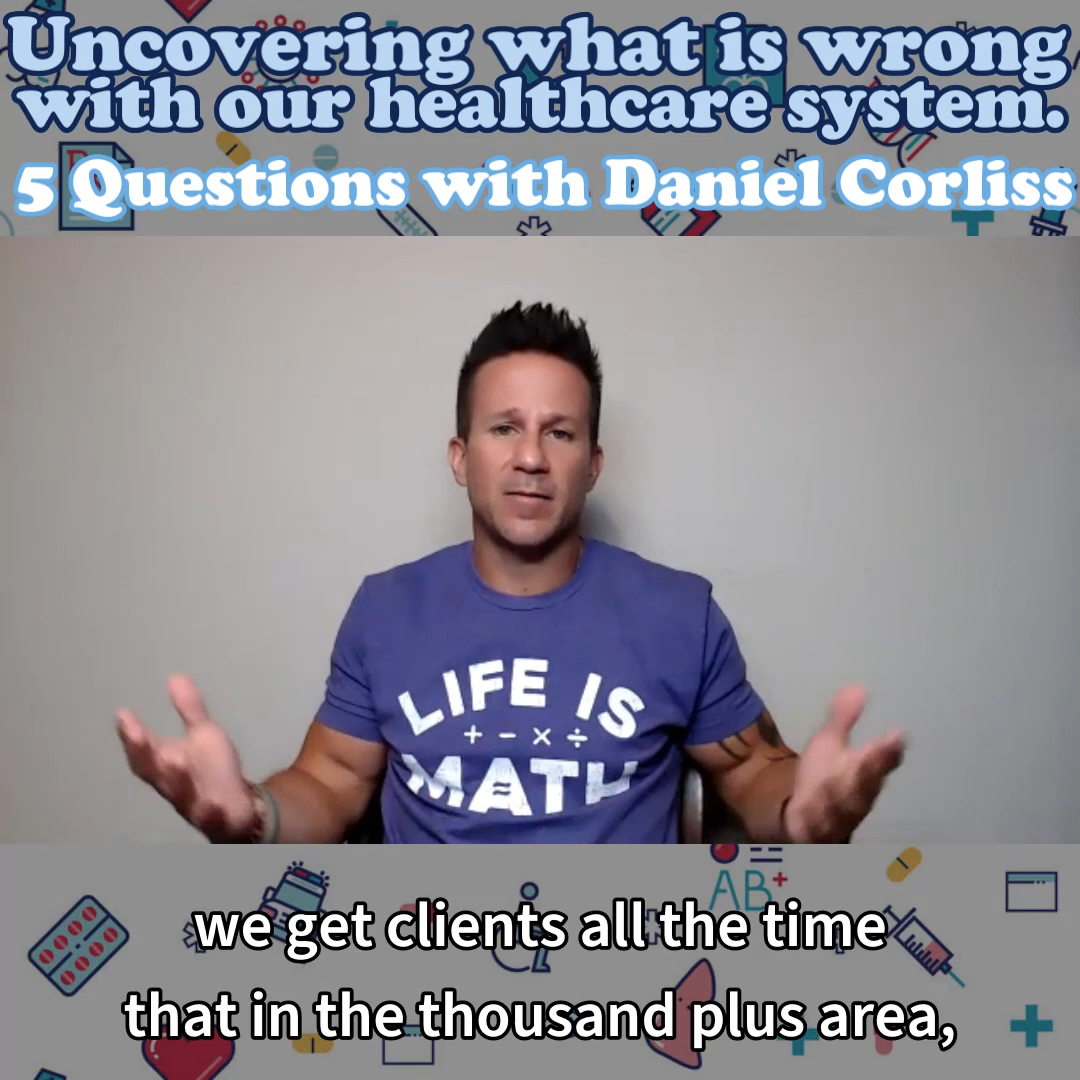 Uncovering what is wrong
with our healthcare system.
5 Questions with Daniel Corliss
LIFE IS
+ − × ÷
MATH
AB+
we get clients all the time
that in the thousand plus area,